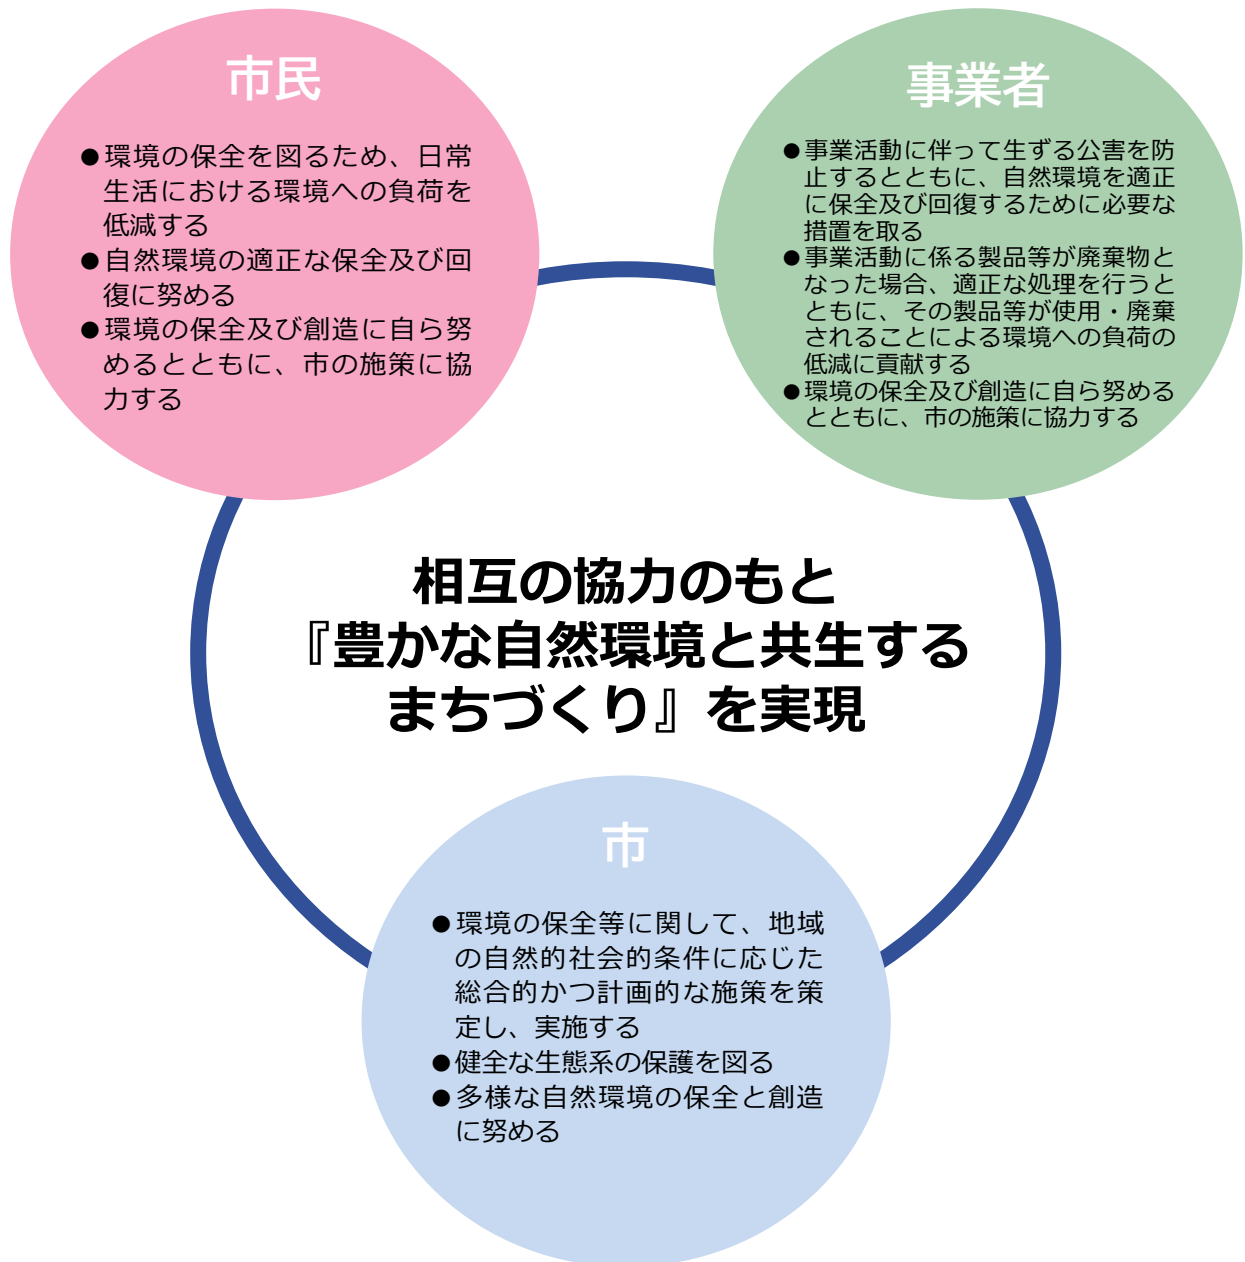 市民
●環境の保全を図るため、日常
生活における環境への負荷を
低減する
●自然環境の適正な保全及び回
復に努める
●環境の保全及び創造に自ら努
めるとともに、市の施策に協
力する
事業者
●事業活動に伴って生ずる公害を防
止するとともに、自然環境を適正
に保全及び回復するために必要な
措置を取る
●事業活動に係る製品等が廃棄物と
なった場合、適正な処理を行うと
ともに、その製品等が使用・廃棄
されることによる環境への負荷の
低減に貢献する
●環境の保全及び創造に自ら努める
とともに、市の施策に協力する
相互の協力のもと
『豊かな自然環境と共生する
まちづくり』を実現
市
●環境の保全等に関して、地域
の自然的社会的条件に応じた
総合的かつ計画的な施策を策
定し、実施する
●健全な生態系の保護を図る
●多様な自然環境の保全と創造
に努める